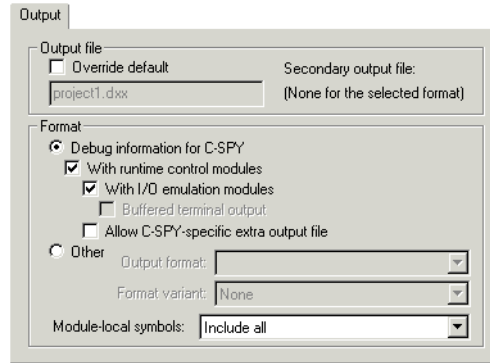 Output
Output file
Override default
Secondary output file:
project1.dxx
(None for the selected format)
Format
Debug information for C-SPY
With runtime control modules
With I/O emulation modules
Buffered terminal output
Allow C-SPY-specific extra output file
Other
Output format:
Format variant: None
Module-local symbols: Include all